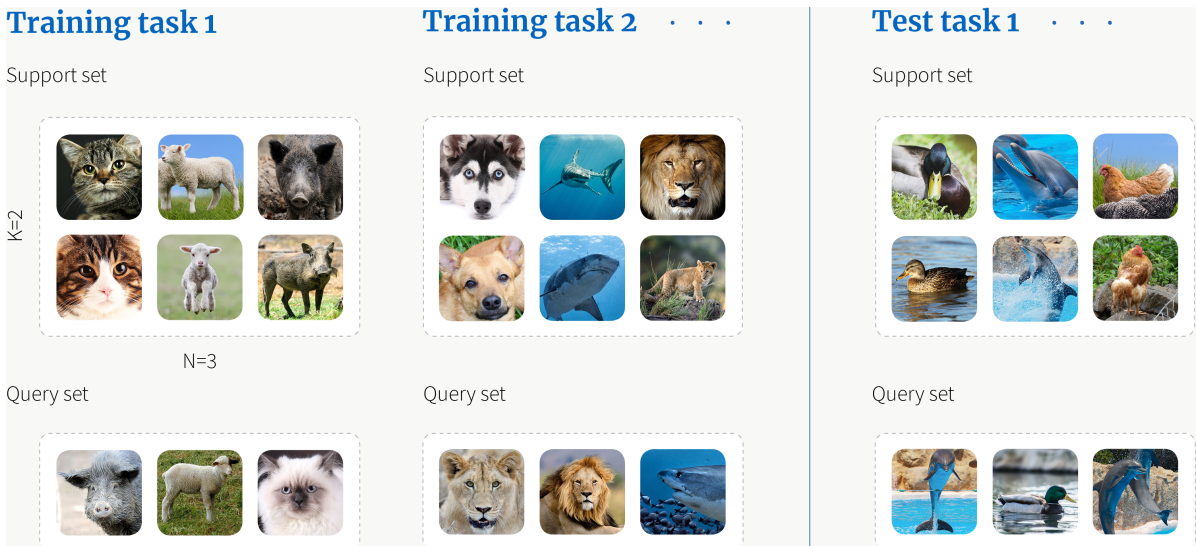 Training task 1
Training task 2 . . .
Test task 1 . . .
Support set
Support set
Support set
K=2
N=3
Query set
Query set
Query set